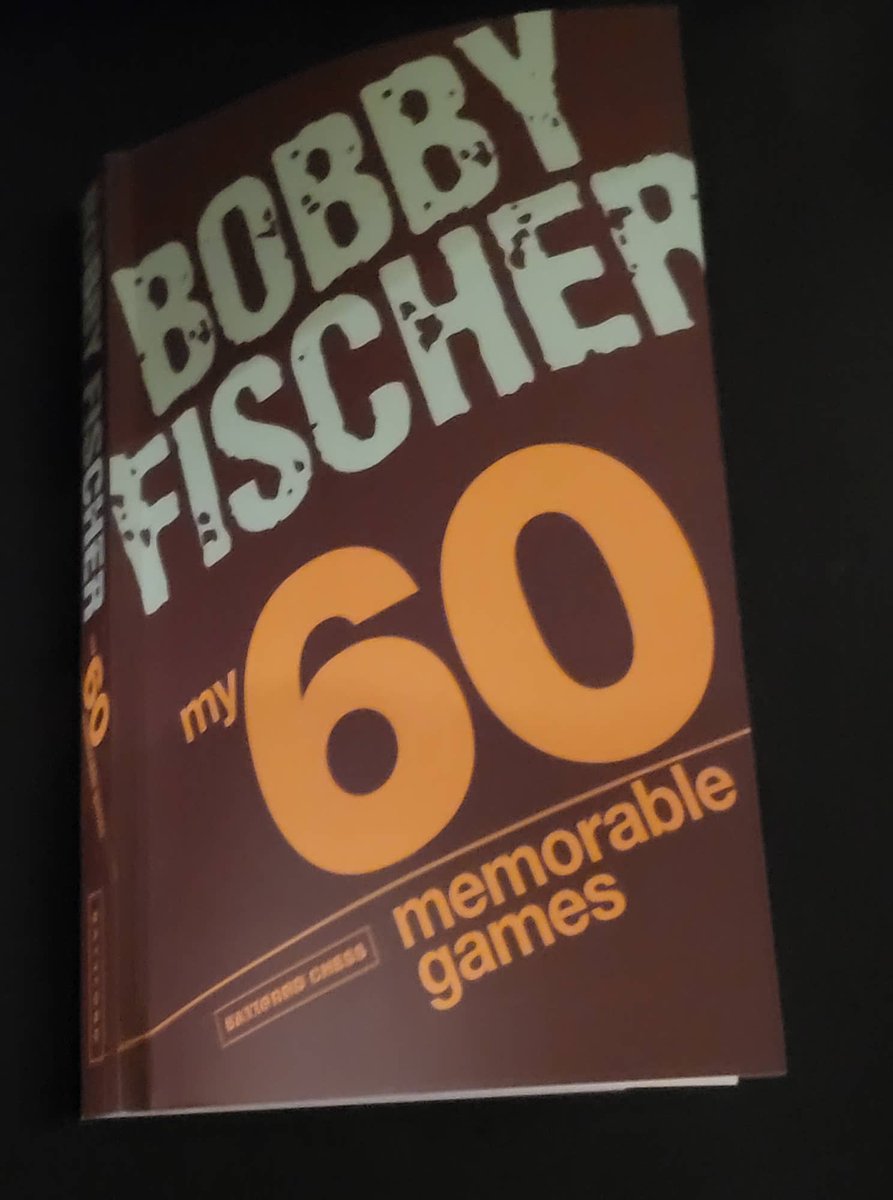 BOBBY
FISCHER
my 60
memorable
games
BATSFORD CHESS
BOBBY FISCHER
60